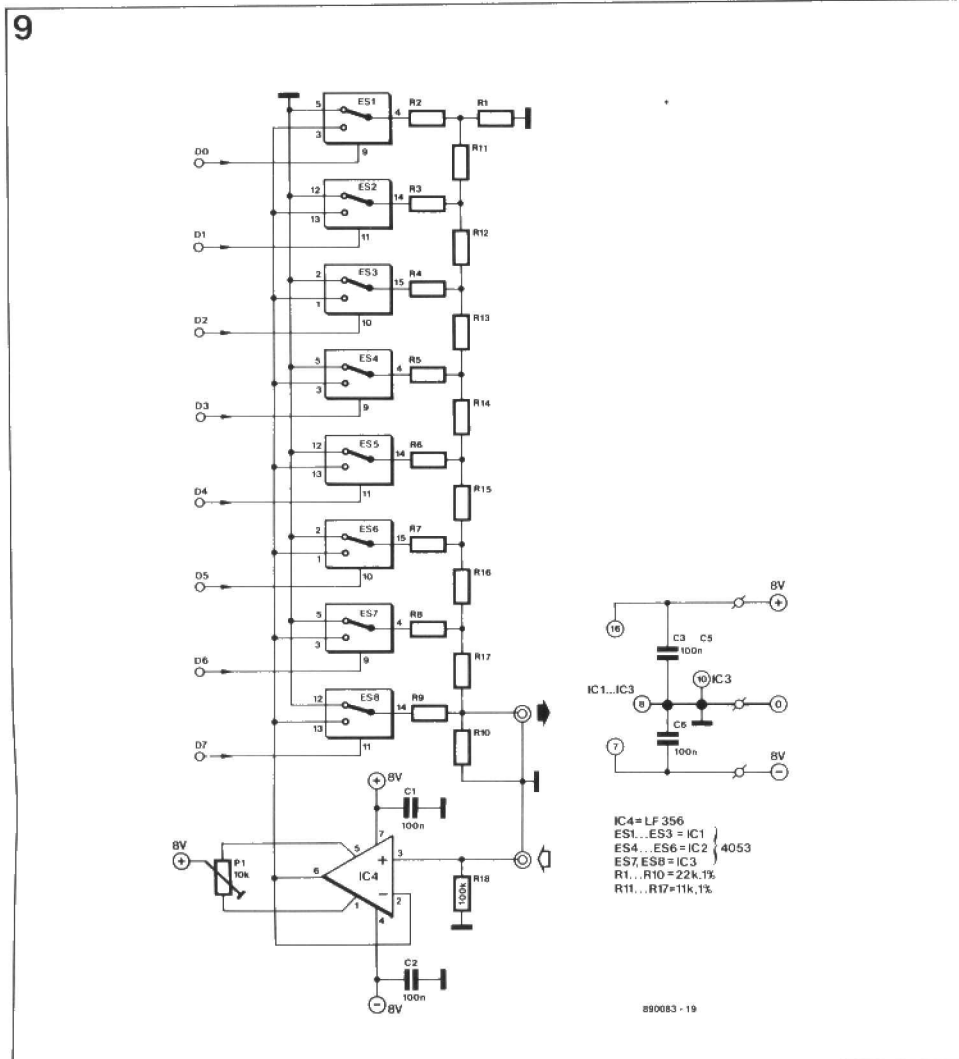 9
5 ES1 4 R2 R1
3
9
D0
R11
12 ES2 14 R3
13
11
D1
R12
2 ES3 15 R4
1
10
D2
R13
5 ES4 4 R5
3
9
D3
R14
12 ES5 14 R6
13
11
D4
R15
2 ES6 15 R7
1
10
D5
R16
5 ES7 4 R8
3
9
D6
R17
12 ES8 14 R9
13
11
D7
R10
8V
+
16
C3 C5
100n
10 IC3
IC1...IC3 8
0
C6
100n
7
8V
−
+ 8V
C1
100n
7
8V
+
P1
10k
5
6
1
IC4
+ 3
− 2
4
R18
100k
C2
100n
− 8V
IC4= LF 356
ES1...ES3 = IC1
ES4...ES6 = IC2 } 4053
ES7, ES8 = IC3
R1...R10 = 22k,1%
R11...R17=11k,1%
890083 - 19